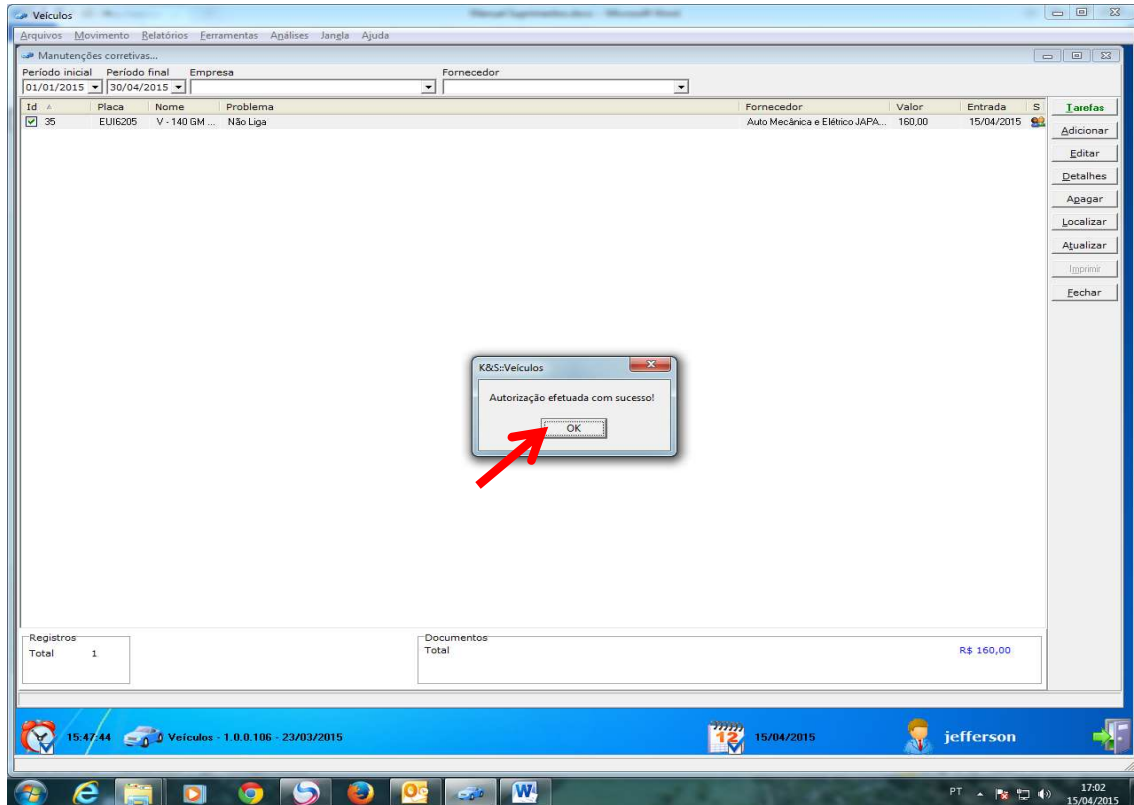 Veículos
Arquivos Movimento Relatórios Ferramentas Análises Jangla Ajuda
Manutenções corretivas...
Período inicial Período final Empresa Fornecedor
01/01/2015 30/04/2015
Id Placa Nome Problema Fornecedor Valor Entrada S
35 EUI6205 V - 140 GM ... Não Liga Auto Mecânica e Elétrico JAPA... 160,00 15/04/2015
Tarefas
Adicionar
Editar
Detalhes
Apagar
Localizar
Atualizar
Imprimir
Fechar
K&S::Veículos
Autorização efetuada com sucesso!
OK
Registros
Total 1
Documentos
Total R$ 160,00
15:47:44 Veículos - 1.0.0.106 - 23/03/2015 12 15/04/2015 jefferson
PT 17:02
15/04/2015